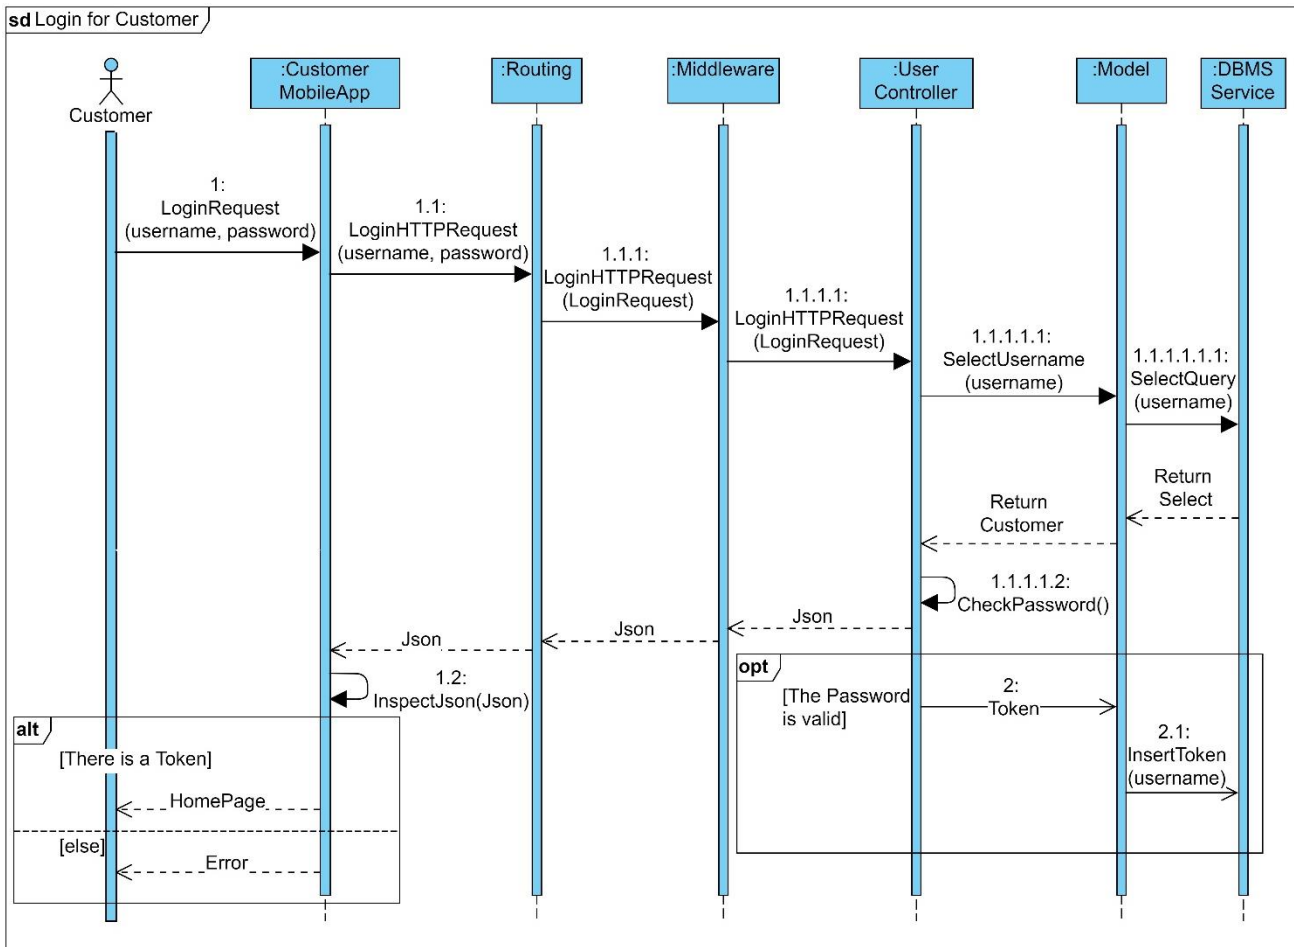 sd Login for Customer
Customer
:Customer
MobileApp
:Routing
:Middleware
:User
Controller
:Model
:DBMS
Service
1:
LoginRequest
(username, password)
1.1:
LoginHTTPRequest
(username, password)
1.1.1:
LoginHTTPRequest
(LoginRequest)
1.1.1.1:
LoginHTTPRequest
(LoginRequest)
1.1.1.1.1:
SelectUsername
(username)
1.1.1.1.1.1:
SelectQuery
(username)
Return
Select
Return
Customer
1.1.1.1.2:
CheckPassword()
Json
Json
Json
1.2:
InspectJson(Json)
opt
[The Password
is valid]
2:
Token
2.1:
InsertToken
(username)
alt
[There is a Token]
HomePage
[else]
Error